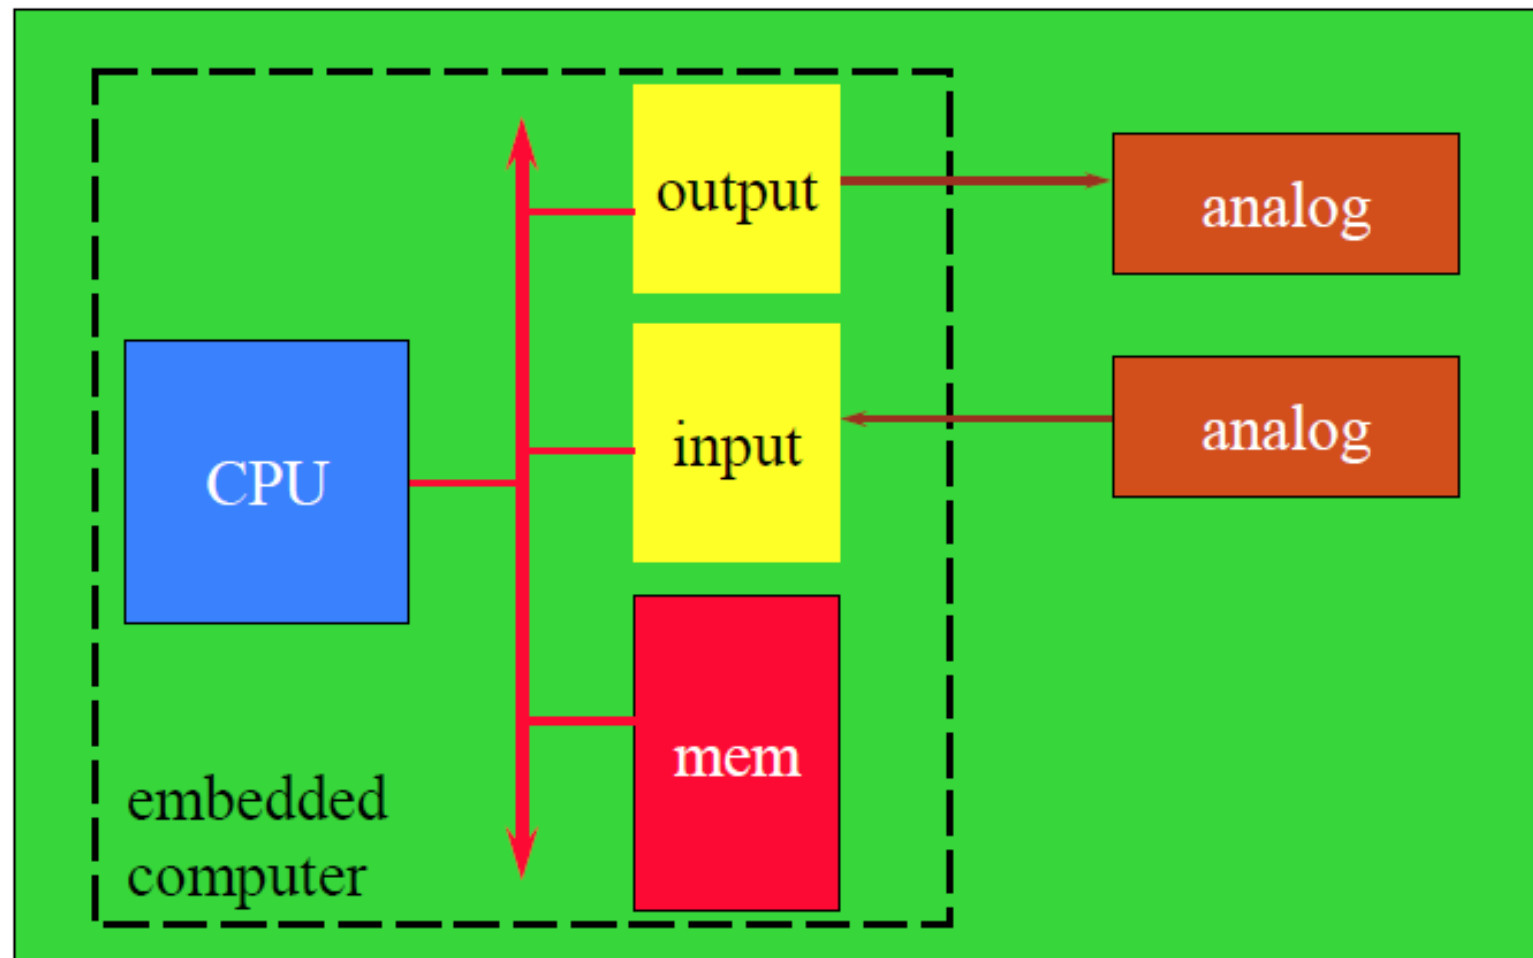 output
analog
input
analog
CPU
mem
embedded
computer